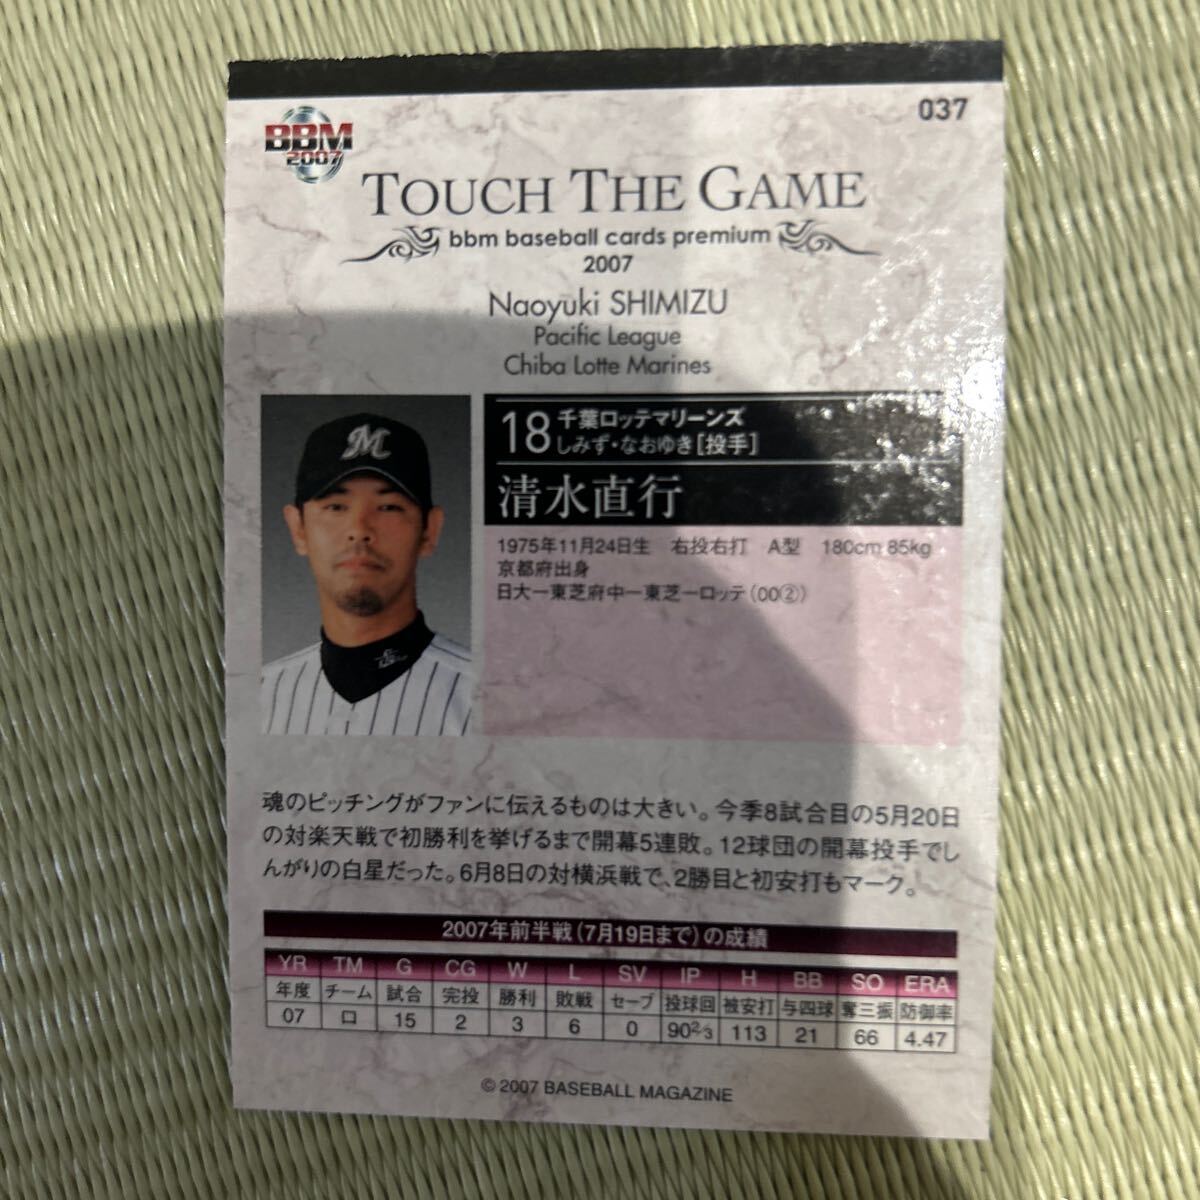 037
BBM
2007
TOUCH THE GAME
bbm baseball cards premium
2007
Naoyuki SHIMIZU
Pacific League
Chiba Lotte Marines
M
18 千葉ロッテマリーンズ
しみず・なおゆき[投手]
清水直行
1975年11月24日生 右投右打 A型 180cm 85kg
京都府出身
日大ー東芝府中ー東芝ーロッテ(00②)
魂のピッチングがファンに伝えるものは大きい。今季8試合目の5月20日
の対楽天戦で初勝利を挙げるまで開幕5連敗。12球団の開幕投手でし
んがりの白星だった。6月8日の対横浜戦で、2勝目と初安打もマーク。
2007年前半戦(7月19日まで)の成績
YR TM G CG W L SV IP H BB SO ERA
年度 チーム 試合 完投 勝利 敗戦 セーブ 投球回 被安打 与四球 奪三振 防御率
07 ロ 15 2 3 6 0 90 2/3 113 21 66 4.47
© 2007 BASEBALL MAGAZINE